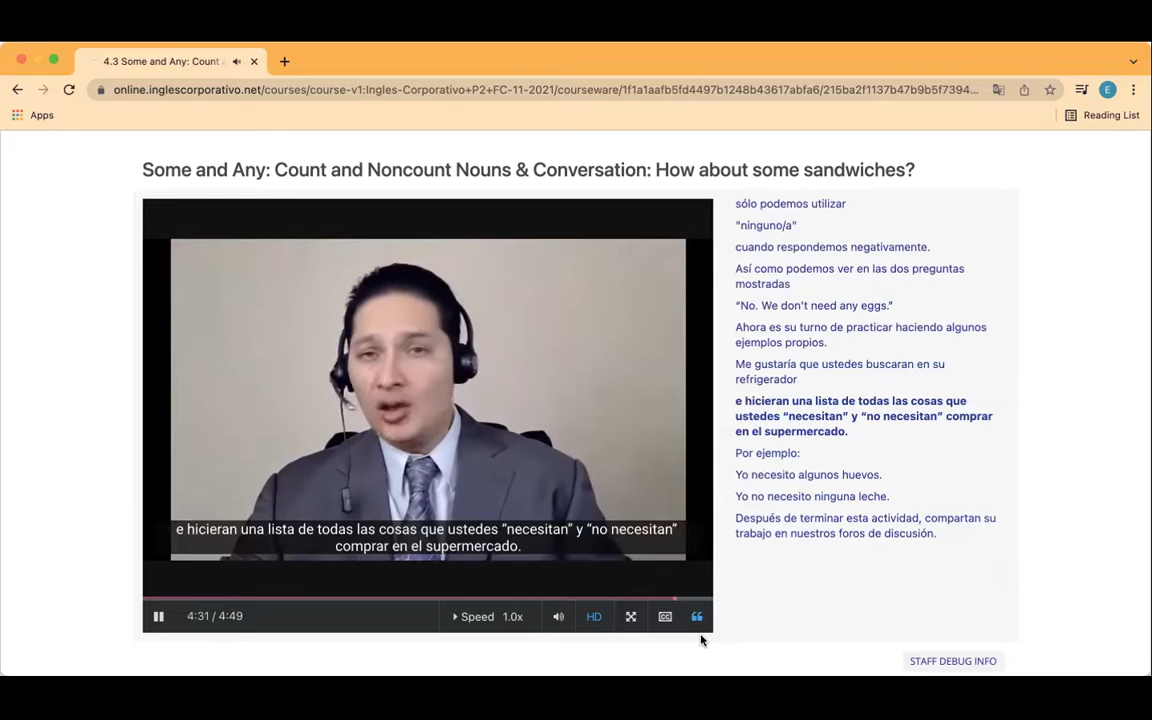 4.3 Some and Any: Count
online.inglescorporativo.net/courses/course-v1:Ingles-Corporativo+P2+FC-11-2021/courseware/1f1a1aafb5fd4497b1248b43617abfa6/215ba2f1137b47b9b5f7394...
E
Apps
Reading List
Some and Any: Count and Noncount Nouns & Conversation: How about some sandwiches?
sólo podemos utilizar
"ninguno/a"
cuando respondemos negativamente.
Así como podemos ver en las dos preguntas
mostradas
“No. We don't need any eggs.”
Ahora es su turno de practicar haciendo algunos
ejemplos propios.
Me gustaría que ustedes buscaran en su
refrigerador
e hicieran una lista de todas las cosas que
ustedes “necesitan” y “no necesitan” comprar
en el supermercado.
Por ejemplo:
Yo necesito algunos huevos.
Yo no necesito ninguna leche.
Después de terminar esta actividad, compartan su
trabajo en nuestros foros de discusión.
e hicieran una lista de todas las cosas que ustedes “necesitan” y “no necesitan”
comprar en el supermercado.
4:31 / 4:49
Speed 1.0x
HD
CC
STAFF DEBUG INFO